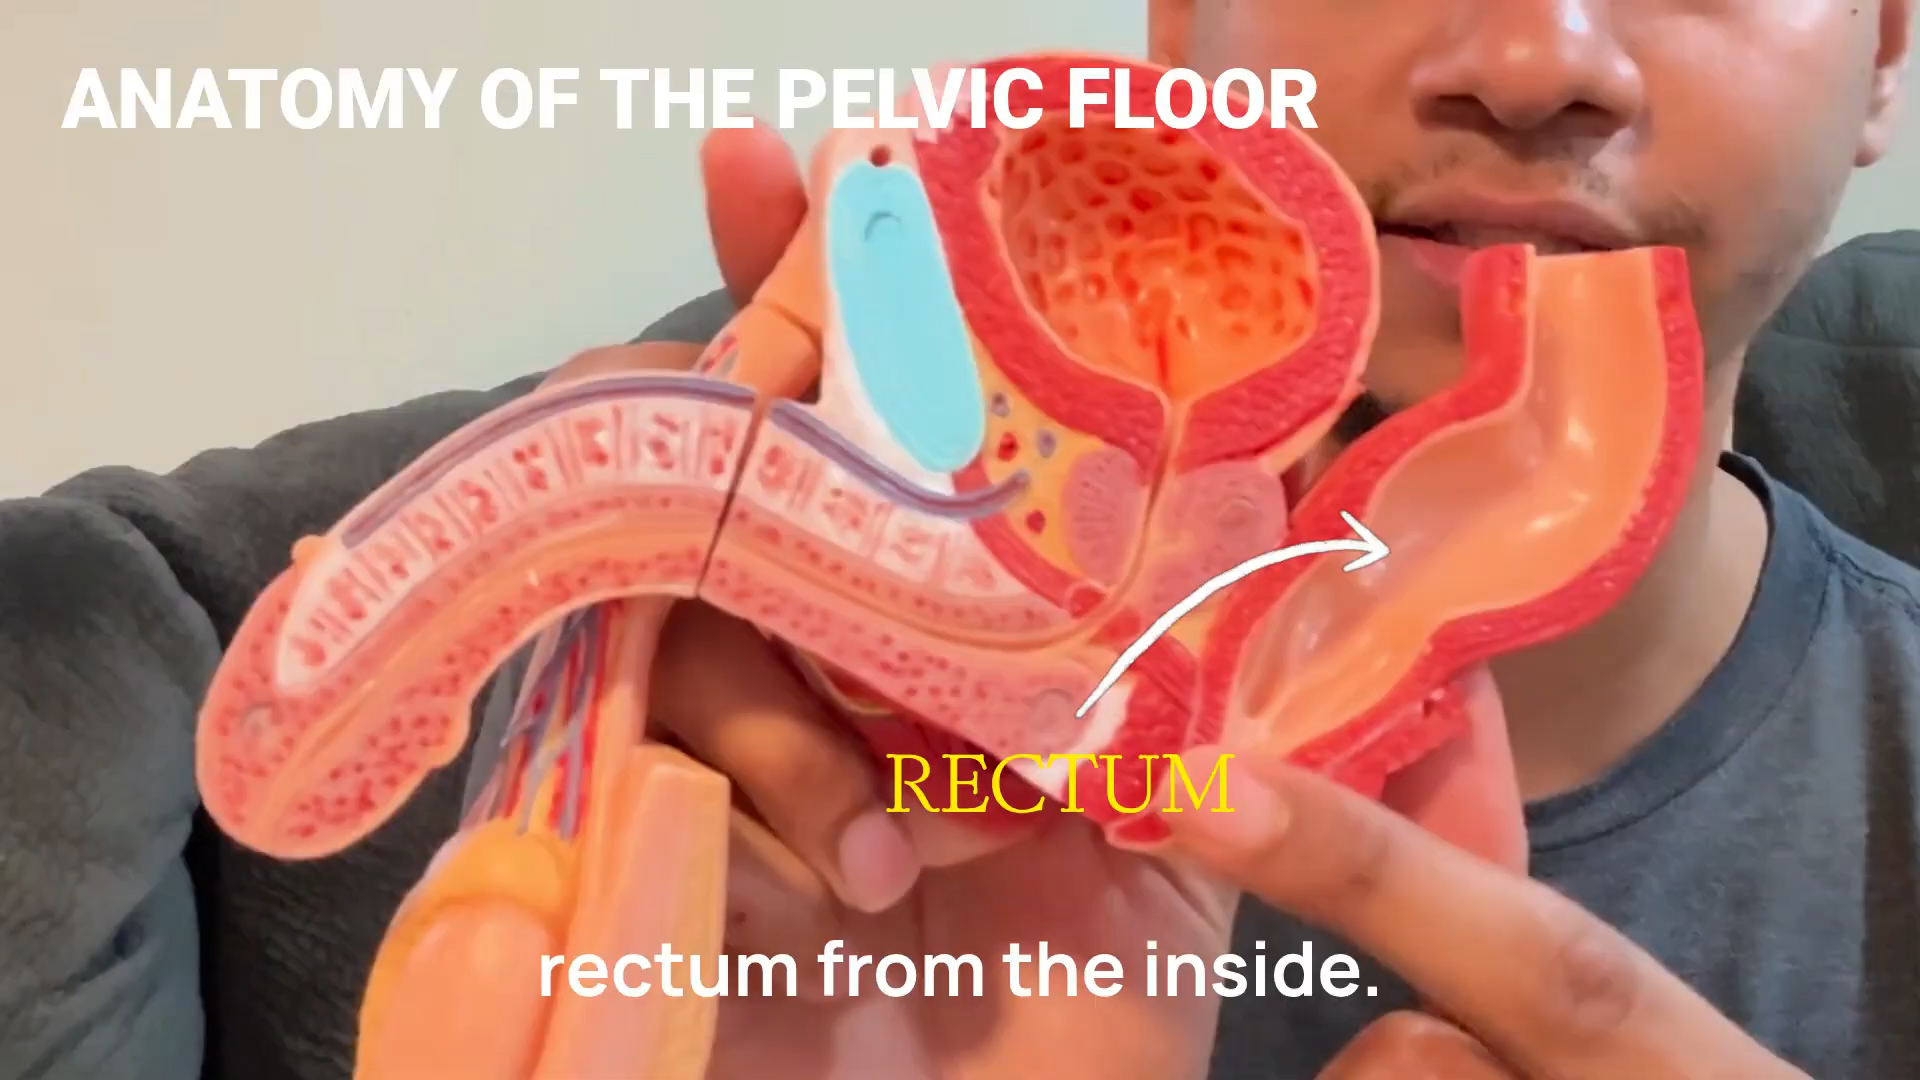 ANATOMY OF THE PELVIC FLOOR
RECTUM
rectum from the inside.